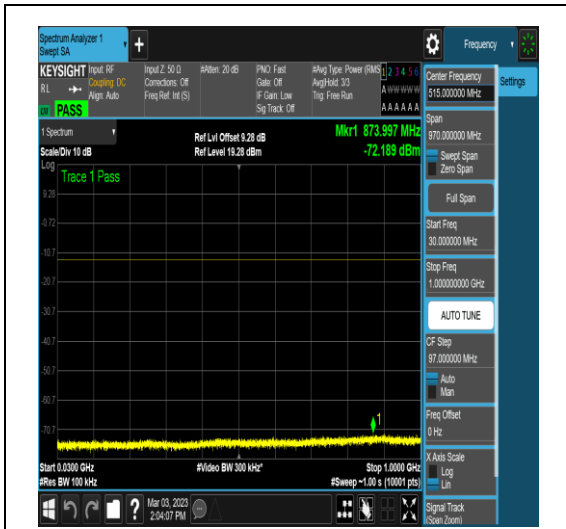 Spectrum Analyzer 1
Swept SA
Frequency
KEYSIGHT
RL
PASS
Input: RF
Coupling: DC
Align: Auto
Input Z: 50 Ω
Corrections: Off
Freq Ref: Int (S)
#Atten: 20 dB
PNO: Fast
Gate: Off
IF Gain: Low
Sig Track: Off
#Avg Type: Power (RMS
Avg|Hold: 3/3
Trig: Free Run
1 2 3 4 5 6
A W W W W W
A A A A A A
1 Spectrum
Scale/Div 10 dB
Ref Lvl Offset 9.28 dB
Ref Level 19.28 dBm
Mkr1 873.997 MHz
-72.189 dBm
Log
Trace 1 Pass
9.28
-0.72
-10.7
-20.7
-30.7
-40.7
-50.7
-60.7
-70.7
1
Start 0.0300 GHz
#Res BW 100 kHz
#Video BW 300 kHz*
Stop 1.0000 GHz
#Sweep ~1.00 s (10001 pts)
Center Frequency
515.000000 MHz
Settings
Span
970.000000 MHz
Swept Span
Zero Span
Full Span
Start Freq
30.000000 MHz
Stop Freq
1.000000000 GHz
AUTO TUNE
CF Step
97.000000 MHz
Auto
Man
Freq Offset
0 Hz
X Axis Scale
Log
Lin
Signal Track
(Span Zoom)
?
Mar 03, 2023
2:04:07 PM